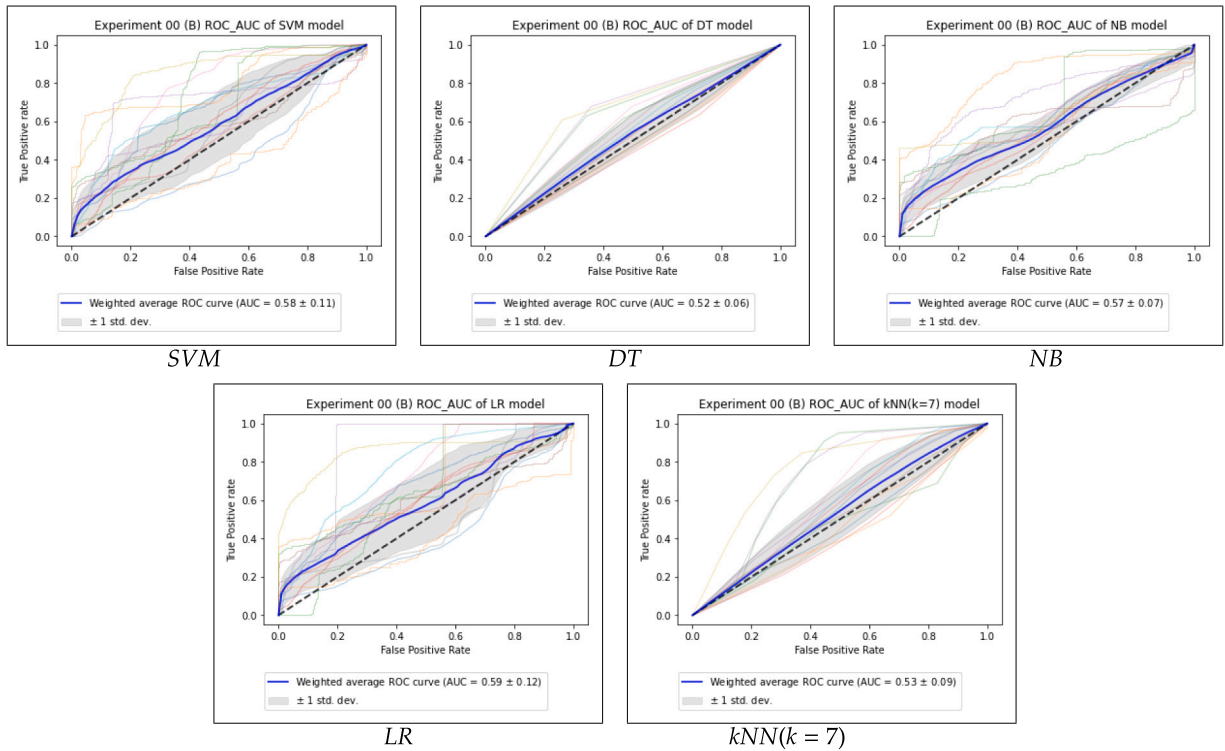 Experiment 00 (B) ROC_AUC of SVM model
True Positive rate
1.0
0.8
0.6
0.4
0.2
0.0
0.0 0.2 0.4 0.6 0.8 1.0
False Positive Rate
Weighted average ROC curve (AUC = 0.58 ± 0.11)
± 1 std. dev.
SVM
Experiment 00 (B) ROC_AUC of DT model
True Positive rate
1.0
0.8
0.6
0.4
0.2
0.0
0.0 0.2 0.4 0.6 0.8 1.0
False Positive Rate
Weighted average ROC curve (AUC = 0.52 ± 0.06)
± 1 std. dev.
DT
Experiment 00 (B) ROC_AUC of NB model
True Positive rate
1.0
0.8
0.6
0.4
0.2
0.0
0.0 0.2 0.4 0.6 0.8 1.0
False Positive Rate
Weighted average ROC curve (AUC = 0.57 ± 0.07)
± 1 std. dev.
NB
Experiment 00 (B) ROC_AUC of LR model
True Positive rate
1.0
0.8
0.6
0.4
0.2
0.0
0.0 0.2 0.4 0.6 0.8 1.0
False Positive Rate
Weighted average ROC curve (AUC = 0.59 ± 0.12)
± 1 std. dev.
LR
Experiment 00 (B) ROC_AUC of kNN(k=7) model
True Positive rate
1.0
0.8
0.6
0.4
0.2
0.0
0.0 0.2 0.4 0.6 0.8 1.0
False Positive Rate
Weighted average ROC curve (AUC = 0.53 ± 0.09)
± 1 std. dev.
kNN(k = 7)